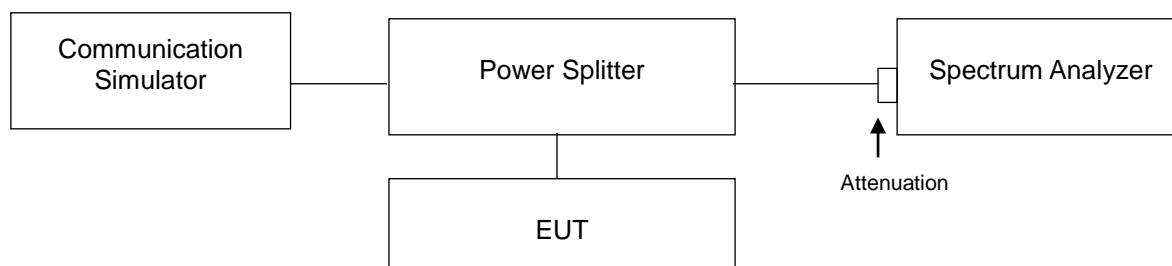 Communication
Simulator
Power Splitter
Spectrum Analyzer
Attenuation
EUT